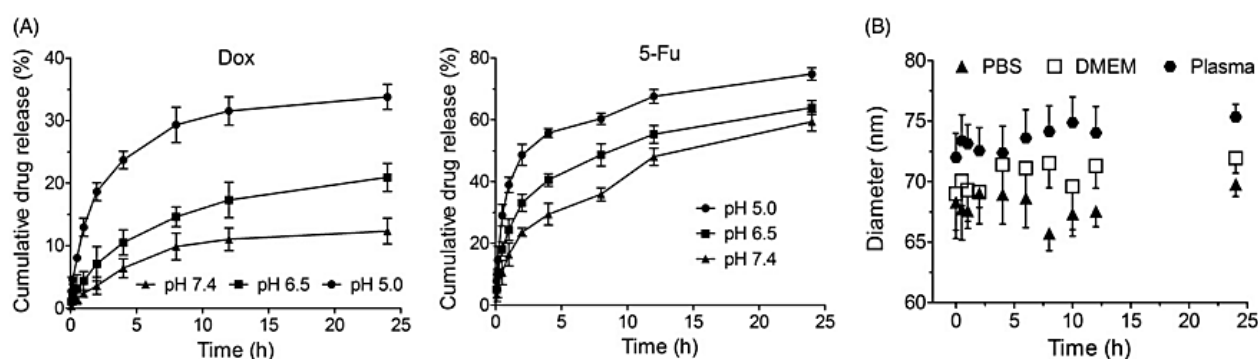 (A)
Dox
Cumulative drug release (%)
40
30
20
10
0
0 5 10 15 20 25
Time (h)
pH 7.4 pH 6.5 pH 5.0
5-Fu
Cumulative drug release (%)
80
60
40
20
0
0 5 10 15 20 25
Time (h)
pH 5.0
pH 6.5
pH 7.4
(B)
PBS DMEM Plasma
Diameter (nm)
80
75
70
65
60
0 5 10 15 20 25
Time (h)